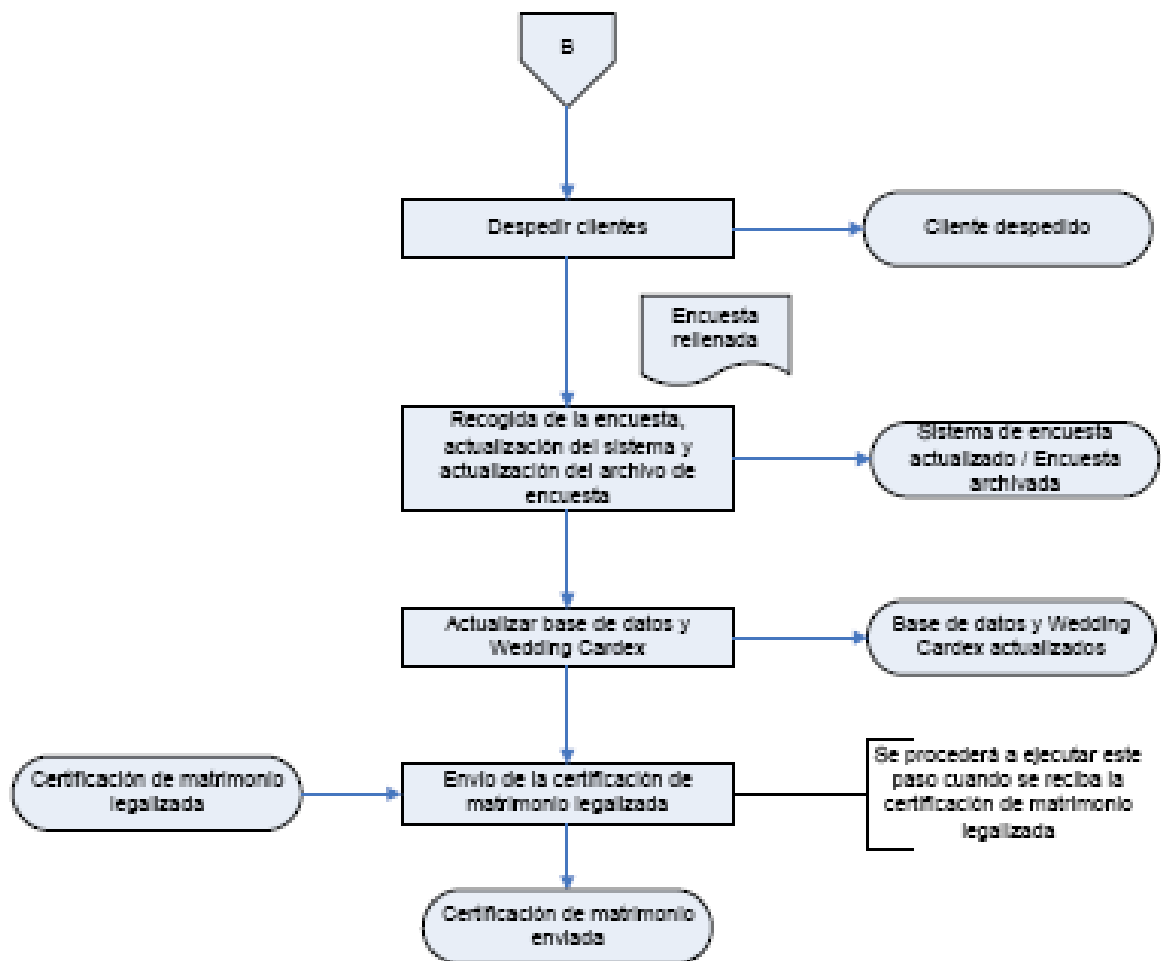 B
Despedir clientes
Cliente despedido
Encuesta
rellenada
Recogida de la encuesta,
actualización del sistema y
actualización del archivo de
encuesta
Sistema de encuesta
actualizado / Encuesta
archivada
Actualizar base de datos y
Wedding Cardex
Base de datos y Wedding
Cardex actualizados
Certificación de matrimonio
legalizada
Envío de la certificación de
matrimonio legalizada
Se procederá a ejecutar este
paso cuando se reciba la
certificación de matrimonio
legalizada
Certificación de matrimonio
enviada